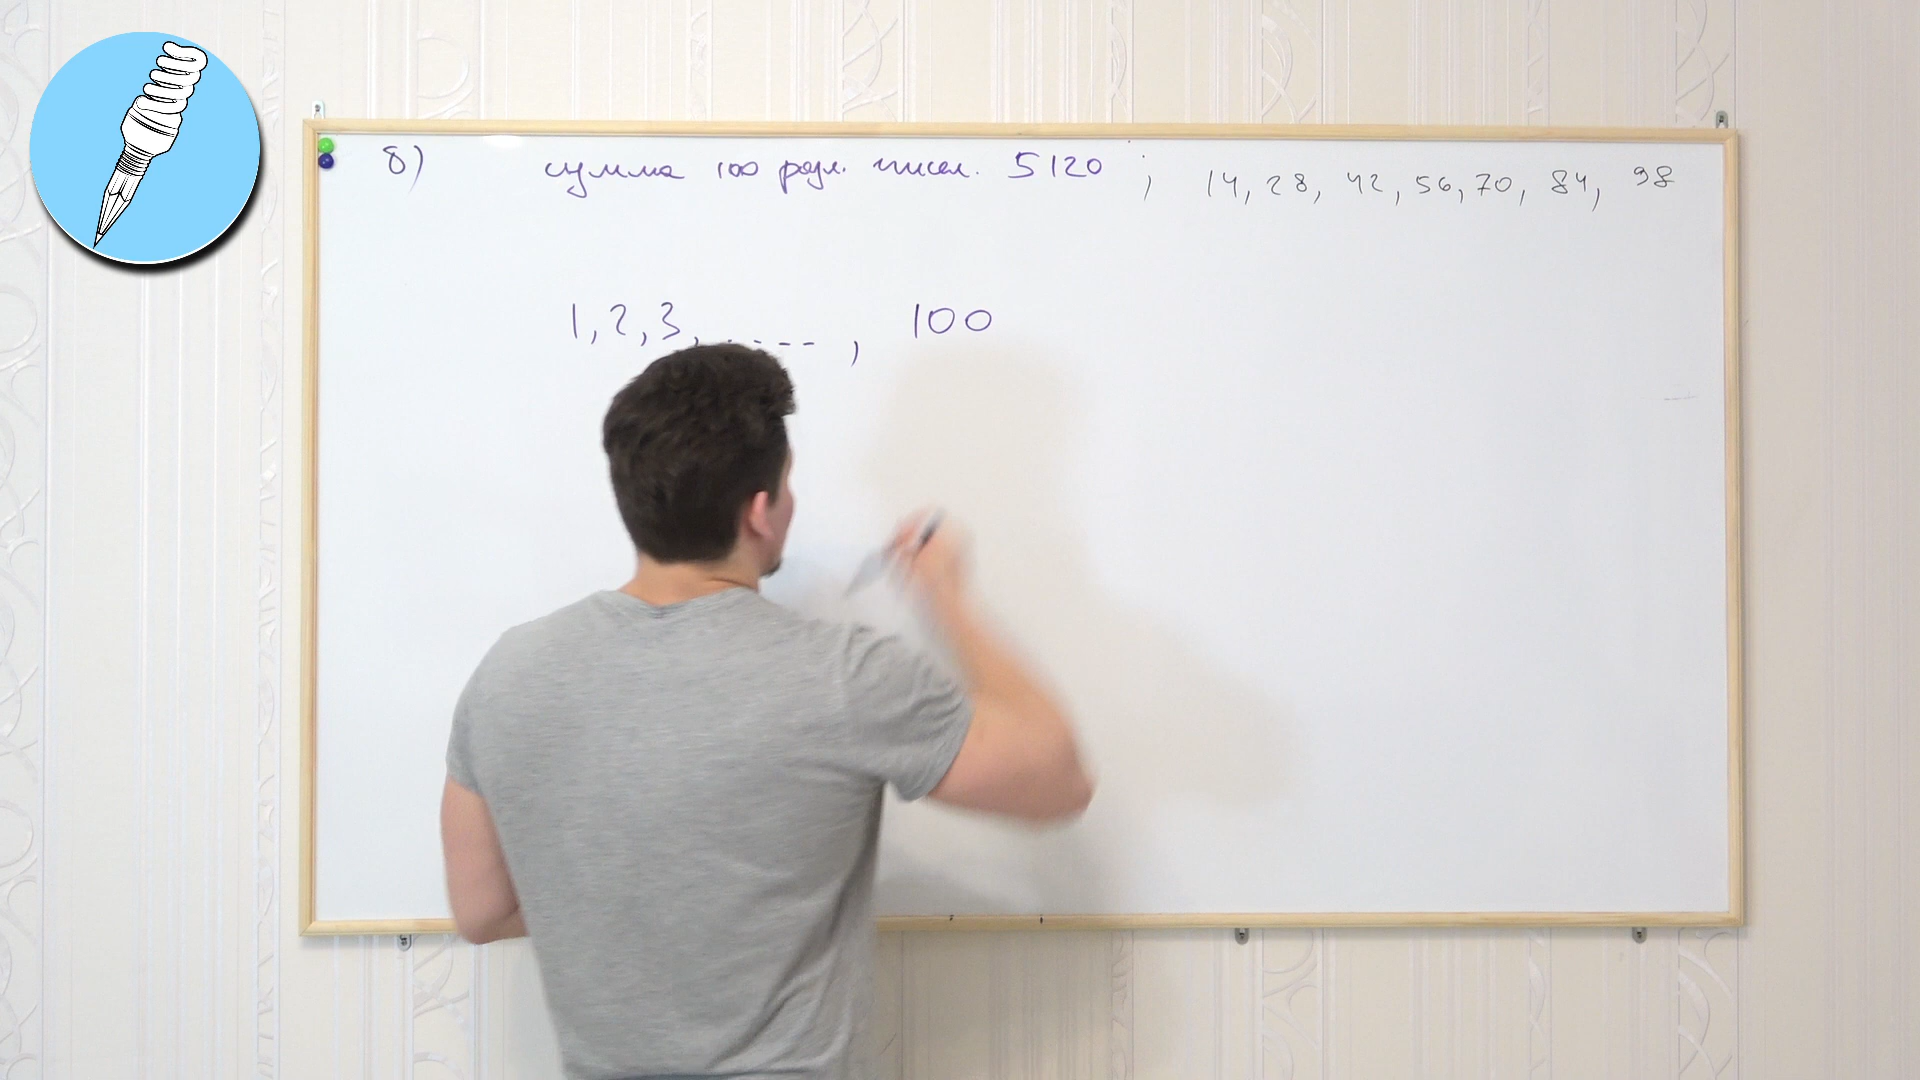 б) сумма 100 разл. чисел. 5120 ; 14, 28, 42, 56, 70, 84, 98
1, 2, 3, ..... , 100